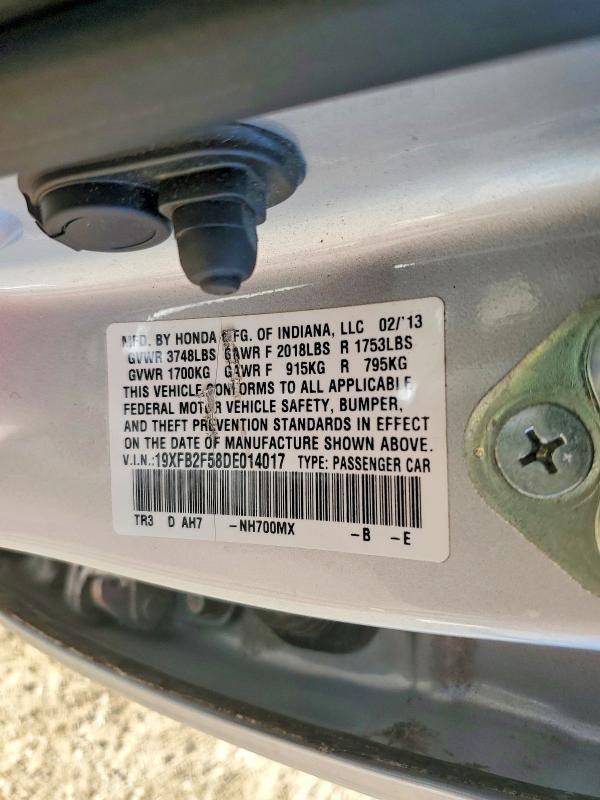 MFD. BY HONDA MFG. OF INDIANA, LLC 02/'13
GVWR 3748LBS GAWR F 2018LBS R 1753LBS
GVWR 1700KG GAWR F 915KG R 795KG
THIS VEHICLE CONFORMS TO ALL APPLICABLE
FEDERAL MOTOR VEHICLE SAFETY, BUMPER,
AND THEFT PREVENTION STANDARDS IN EFFECT
ON THE DATE OF MANUFACTURE SHOWN ABOVE.
V.I.N.:19XFB2F58DE014017 TYPE: PASSENGER CAR
TR3 D AH7 -NH700MX -B -E